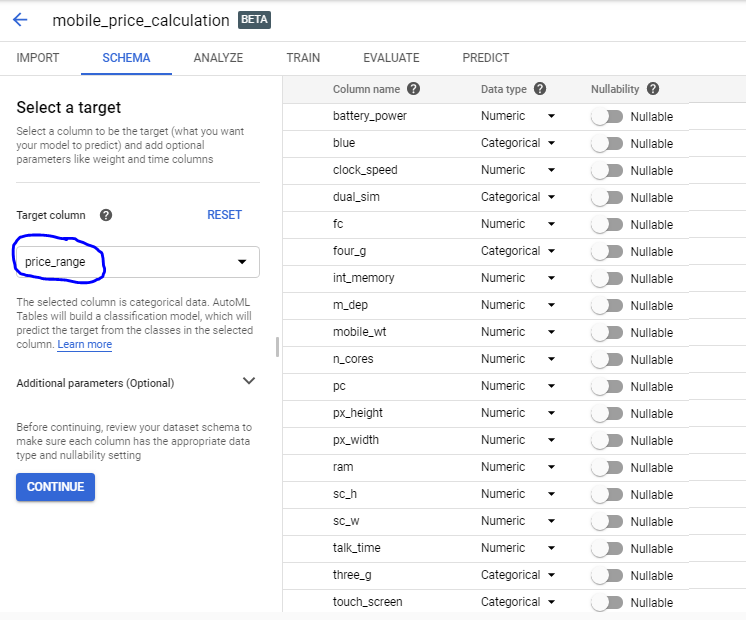 mobile_price_calculation BETA
IMPORT SCHEMA ANALYZE TRAIN EVALUATE PREDICT
Select a target
Select a column to be the target (what you
want your model to predict) and add optional
parameters like weight and time columns
Target column ? RESET
price_range
The selected column is categorical data. AutoML
Tables will build a classification model, which will
predict the target from the classes in the selected
column. Learn more
Additional parameters (Optional)
Before continuing, review your dataset schema to
make sure each column has the appropriate data
type and nullability setting
CONTINUE
Column name ? Data type ? Nullability ?
battery_power Numeric Nullable
blue Categorical Nullable
clock_speed Numeric Nullable
dual_sim Categorical Nullable
fc Numeric Nullable
four_g Categorical Nullable
int_memory Numeric Nullable
m_dep Numeric Nullable
mobile_wt Numeric Nullable
n_cores Numeric Nullable
pc Numeric Nullable
px_height Numeric Nullable
px_width Numeric Nullable
ram Numeric Nullable
sc_h Numeric Nullable
sc_w Numeric Nullable
talk_time Numeric Nullable
three_g Categorical Nullable
touch_screen Categorical Nullable